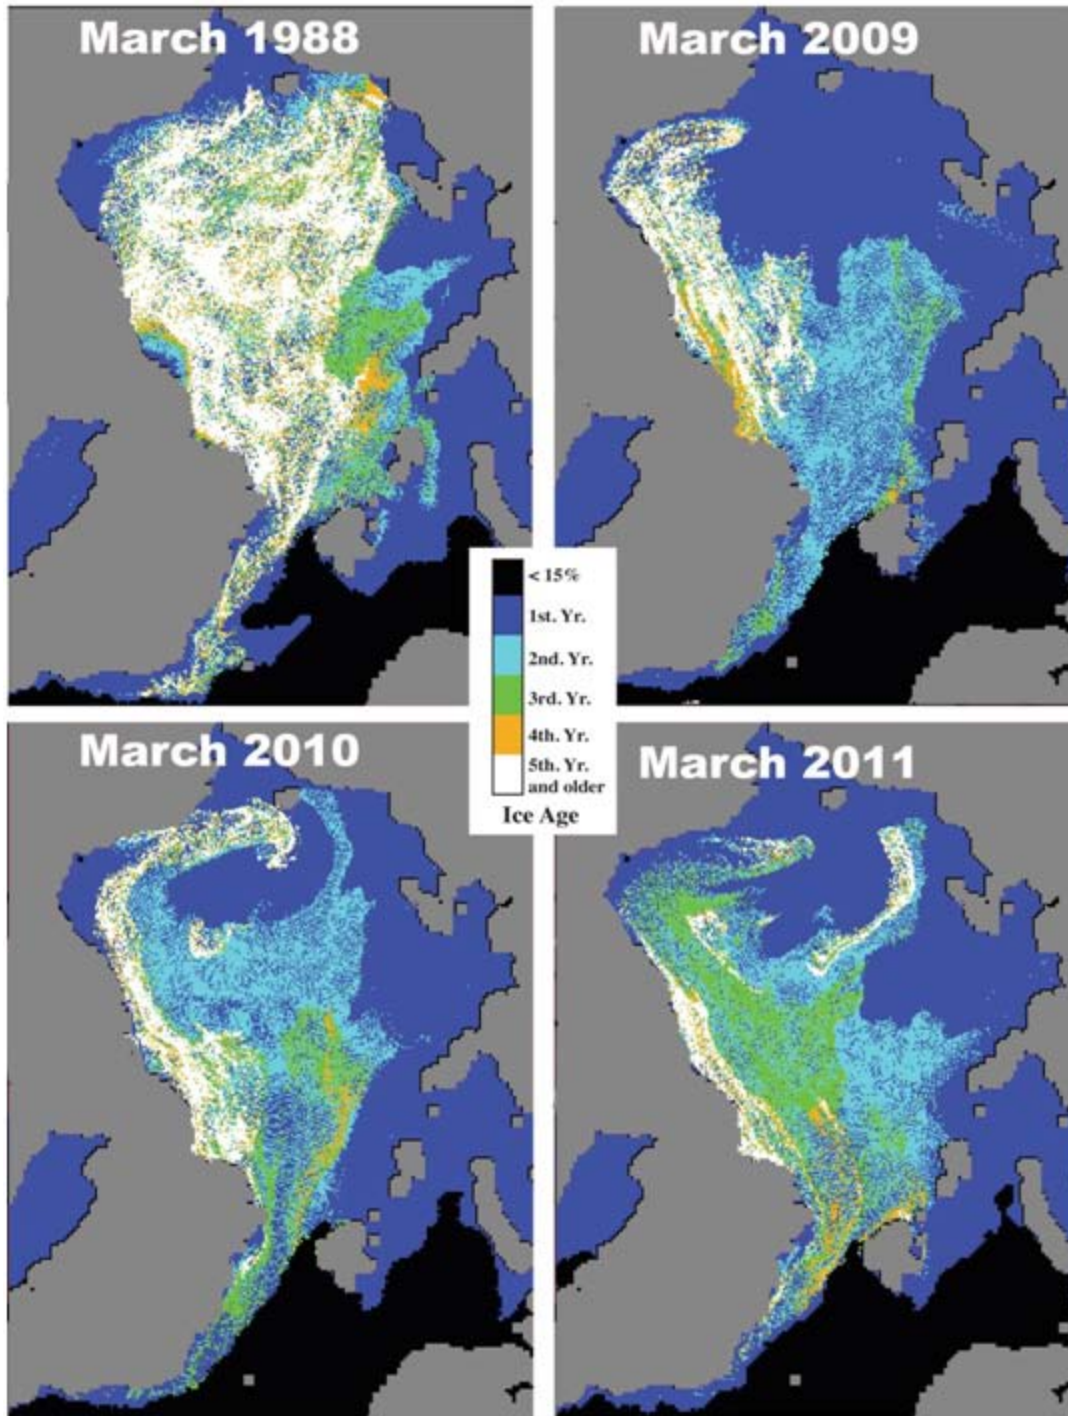 March 1988
March 2009
< 15%
1st. Yr.
2nd. Yr.
3rd. Yr.
4th. Yr.
5th. Yr.
and older
Ice Age
March 2010
March 2011